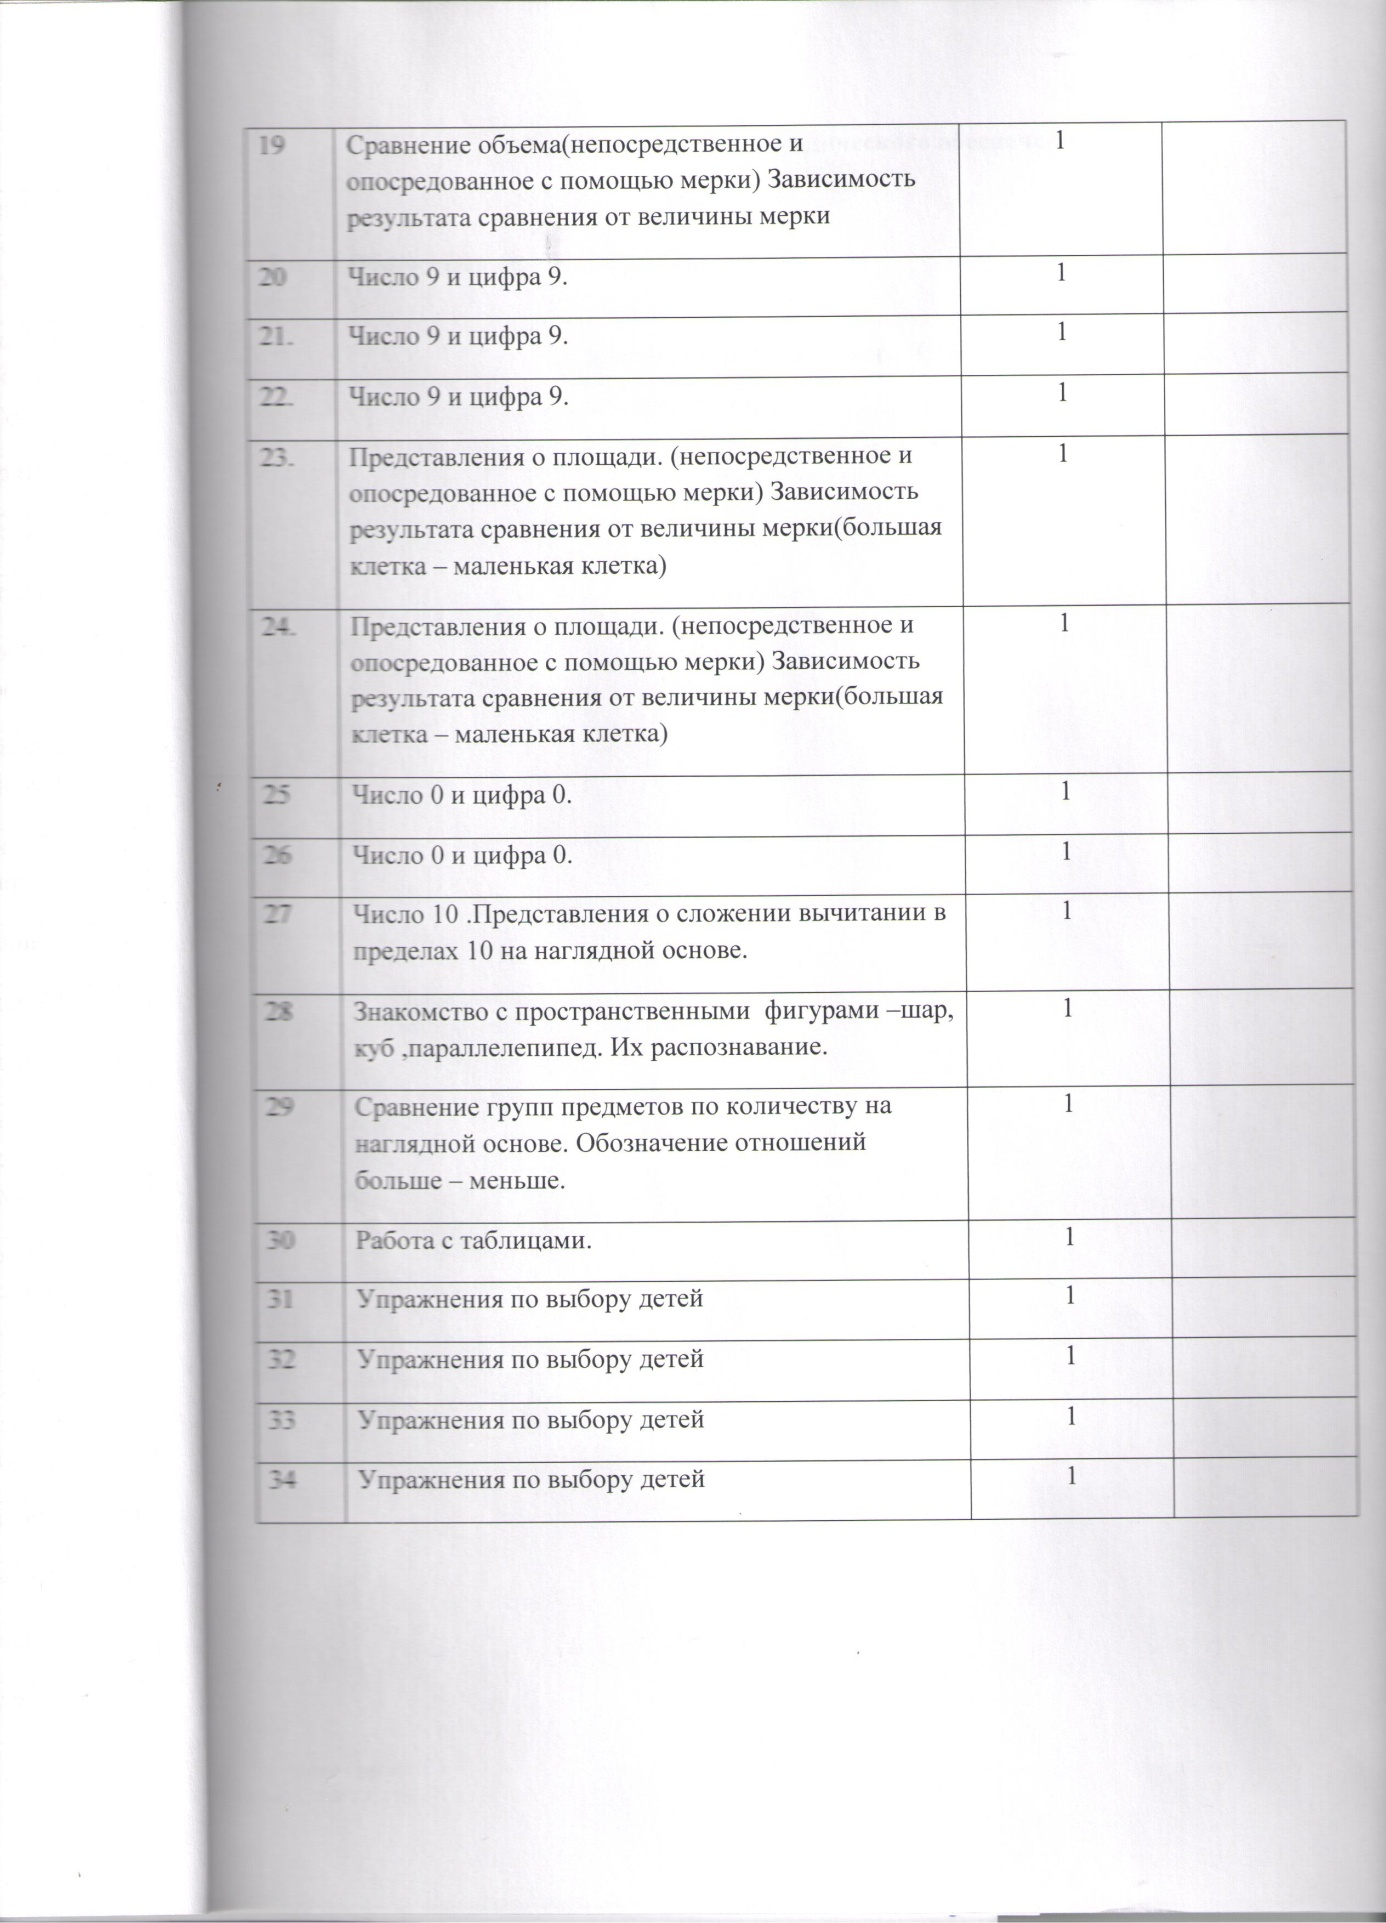 19 Сравнение объема(непосредственное и 1
опосредованное с помощью мерки) Зависимость
результата сравнения от величины мерки
20 Число 9 и цифра 9. 1
21. Число 9 и цифра 9. 1
22. Число 9 и цифра 9. 1
23. Представления о площади. (непосредственное и 1
опосредованное с помощью мерки) Зависимость
результата сравнения от величины мерки(большая
клетка – маленькая клетка)
24. Представления о площади. (непосредственное и 1
опосредованное с помощью мерки) Зависимость
результата сравнения от величины мерки(большая
клетка – маленькая клетка)
25 Число 0 и цифра 0. 1
26 Число 0 и цифра 0. 1
27 Число 10 .Представления о сложении вычитании в 1
пределах 10 на наглядной основе.
28 Знакомство с пространственными  фигурами –шар, 1
куб ,параллелепипед. Их распознавание.
29 Сравнение групп предметов по количеству на 1
наглядной основе. Обозначение отношений
больше – меньше.
30 Работа с таблицами. 1
31 Упражнения по выбору детей 1
32 Упражнения по выбору детей 1
33 Упражнения по выбору детей 1
34 Упражнения по выбору детей 1